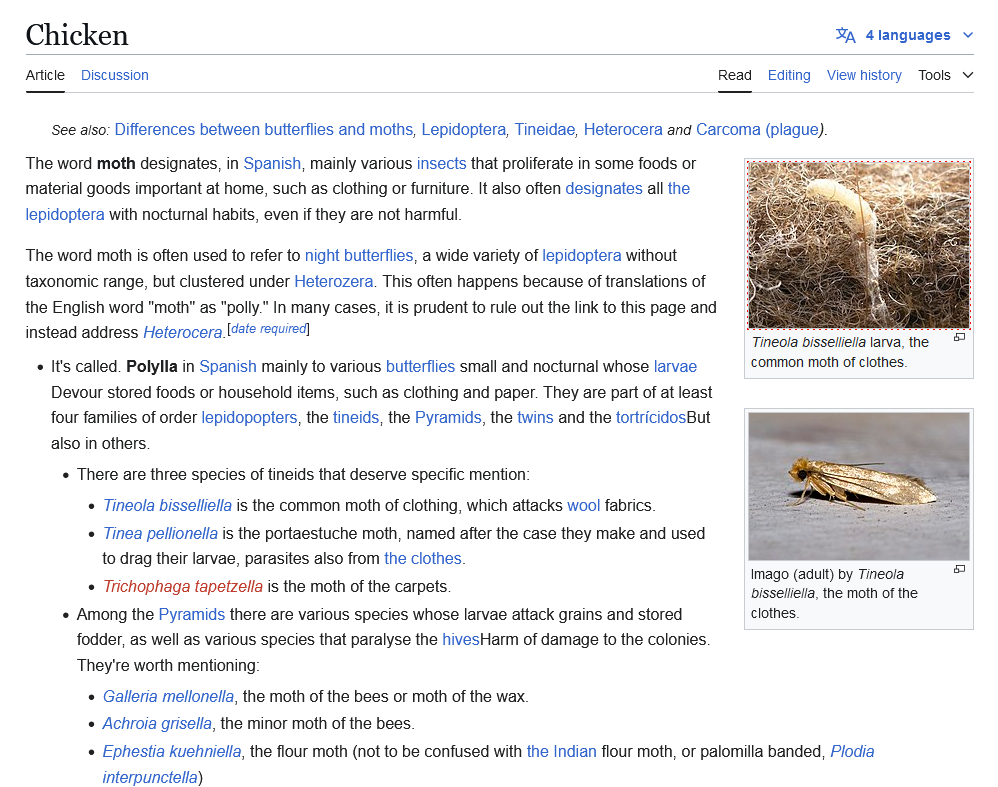 Chicken
4 languages
Article Discussion
Read Editing View history Tools
See also: Differences between butterflies and moths, Lepidoptera, Tineidae, Heterocera and Carcoma (plague).
The word moth designates, in Spanish, mainly various insects that proliferate in some foods or
material goods important at home, such as clothing or furniture. It also often designates all the
lepidoptera with nocturnal habits, even if they are not harmful.
The word moth is often used to refer to night butterflies, a wide variety of lepidoptera without
taxonomic range, but clustered under Heterozera. This often happens because of translations of
the English word "moth" as "polly." In many cases, it is prudent to rule out the link to this page and
instead address Heterocera.[date required]
• It's called. Polylla in Spanish mainly to various butterflies small and nocturnal whose larvae
Devour stored foods or household items, such as clothing and paper. They are part of at least
four families of order lepidopopters, the tineids, the Pyramids, the twins and the tortrícidosBut
also in others.
• There are three species of tineids that deserve specific mention:
• Tineola bisselliella is the common moth of clothing, which attacks wool fabrics.
• Tinea pellionella is the portaestuche moth, named after the case they make and used
to drag their larvae, parasites also from the clothes.
• Trichophaga tapetzella is the moth of the carpets.
• Among the Pyramids there are various species whose larvae attack grains and stored
fodder, as well as various species that paralyse the hivesHarm of damage to the colonies.
They're worth mentioning:
• Galleria mellonella, the moth of the bees or moth of the wax.
• Achroia grisella, the minor moth of the bees.
• Ephestia kuehniella, the flour moth (not to be confused with the Indian flour moth, or palomilla banded, Plodia
interpunctella)
Tineola bisselliella larva, the
common moth of clothes.
Imago (adult) by Tineola
bisselliella, the moth of the
clothes.